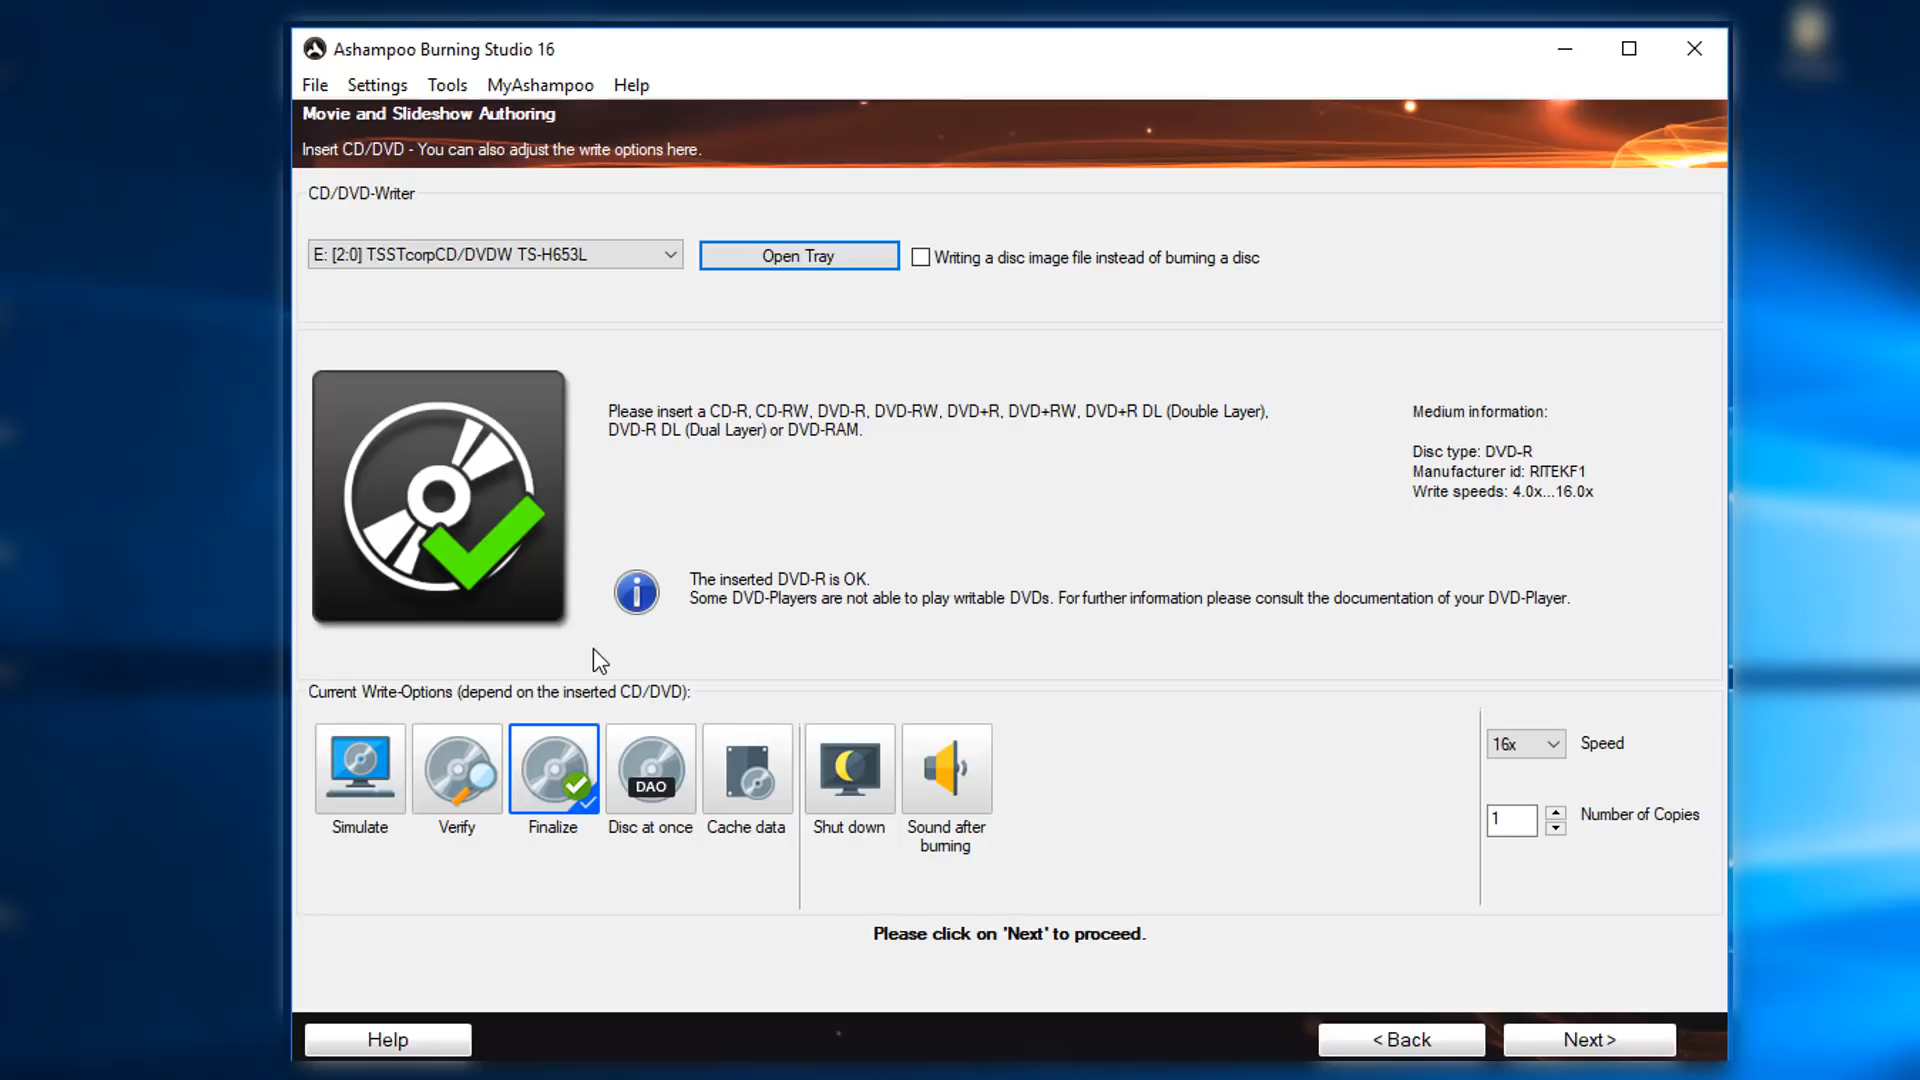 Ashampoo Burning Studio 16
File Settings Tools MyAshampoo Help
Movie and Slideshow Authoring
Insert CD/DVD - You can also adjust the write options here.
CD/DVD-Writer
E: [2:0] TSSTcorpCD/DVDW TS-H653L
Open Tray
Writing a disc image file instead of burning a disc
Please insert a CD-R, CD-RW, DVD-R, DVD-RW, DVD+R, DVD+RW, DVD+R DL (Double Layer),
DVD-R DL (Dual Layer) or DVD-RAM.
Medium information:
Disc type: DVD-R
Manufacturer id: RITEKF1
Write speeds: 4.0x...16.0x
The inserted DVD-R is OK.
Some DVD-Players are not able to play writable DVDs. For further information please consult the documentation of your DVD-Player.
Current Write-Options (depend on the inserted CD/DVD):
DAO
Simulate
Verify
Finalize
Disc at once
Cache data
Shut down
Sound after
burning
16x
Speed
1
Number of Copies
Please click on 'Next' to proceed.
Help
< Back
Next >